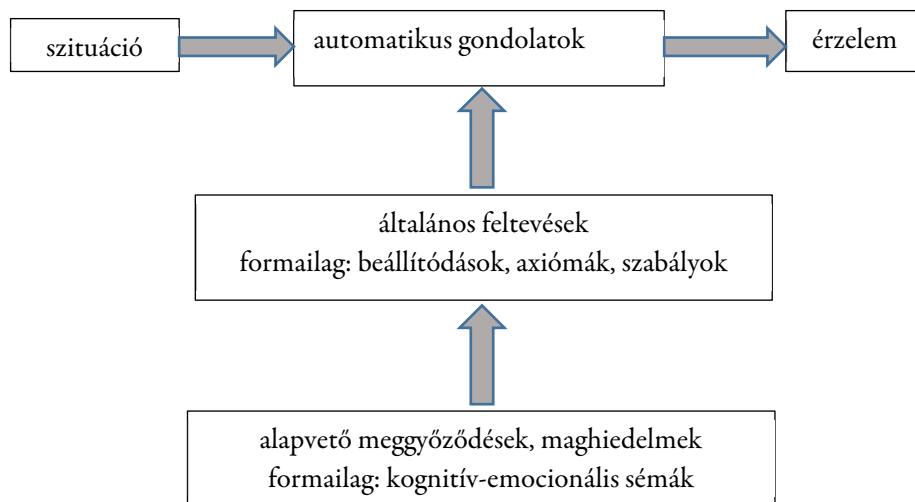 szituáció
automatikus gondolatok
érzelem
általános feltevések
formailag: beállítódások, axiómák, szabályok
alapvető meggyőződések, maghiedelmek
formailag: kognitív-emocionális sémák